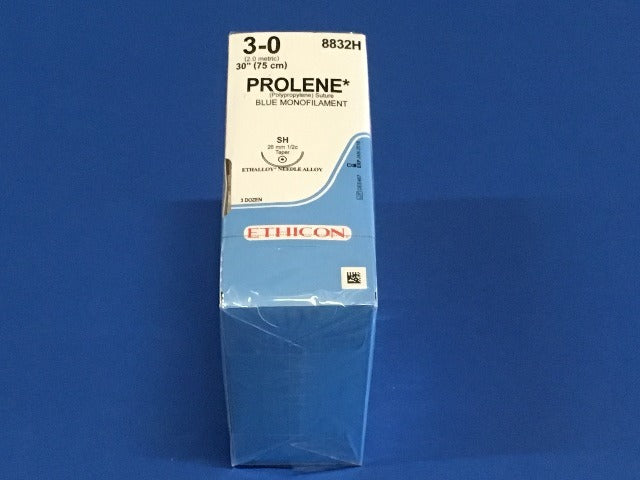 3-0 8832H
(2.0 metric)
30" (75 cm)
PROLENE*
(Polypropylene) Suture
BLUE MONOFILAMENT
SH
26 mm 1/2c
Taper
ETHALLOY* NEEDLE ALLOY
3 DOZEN
ETHICON